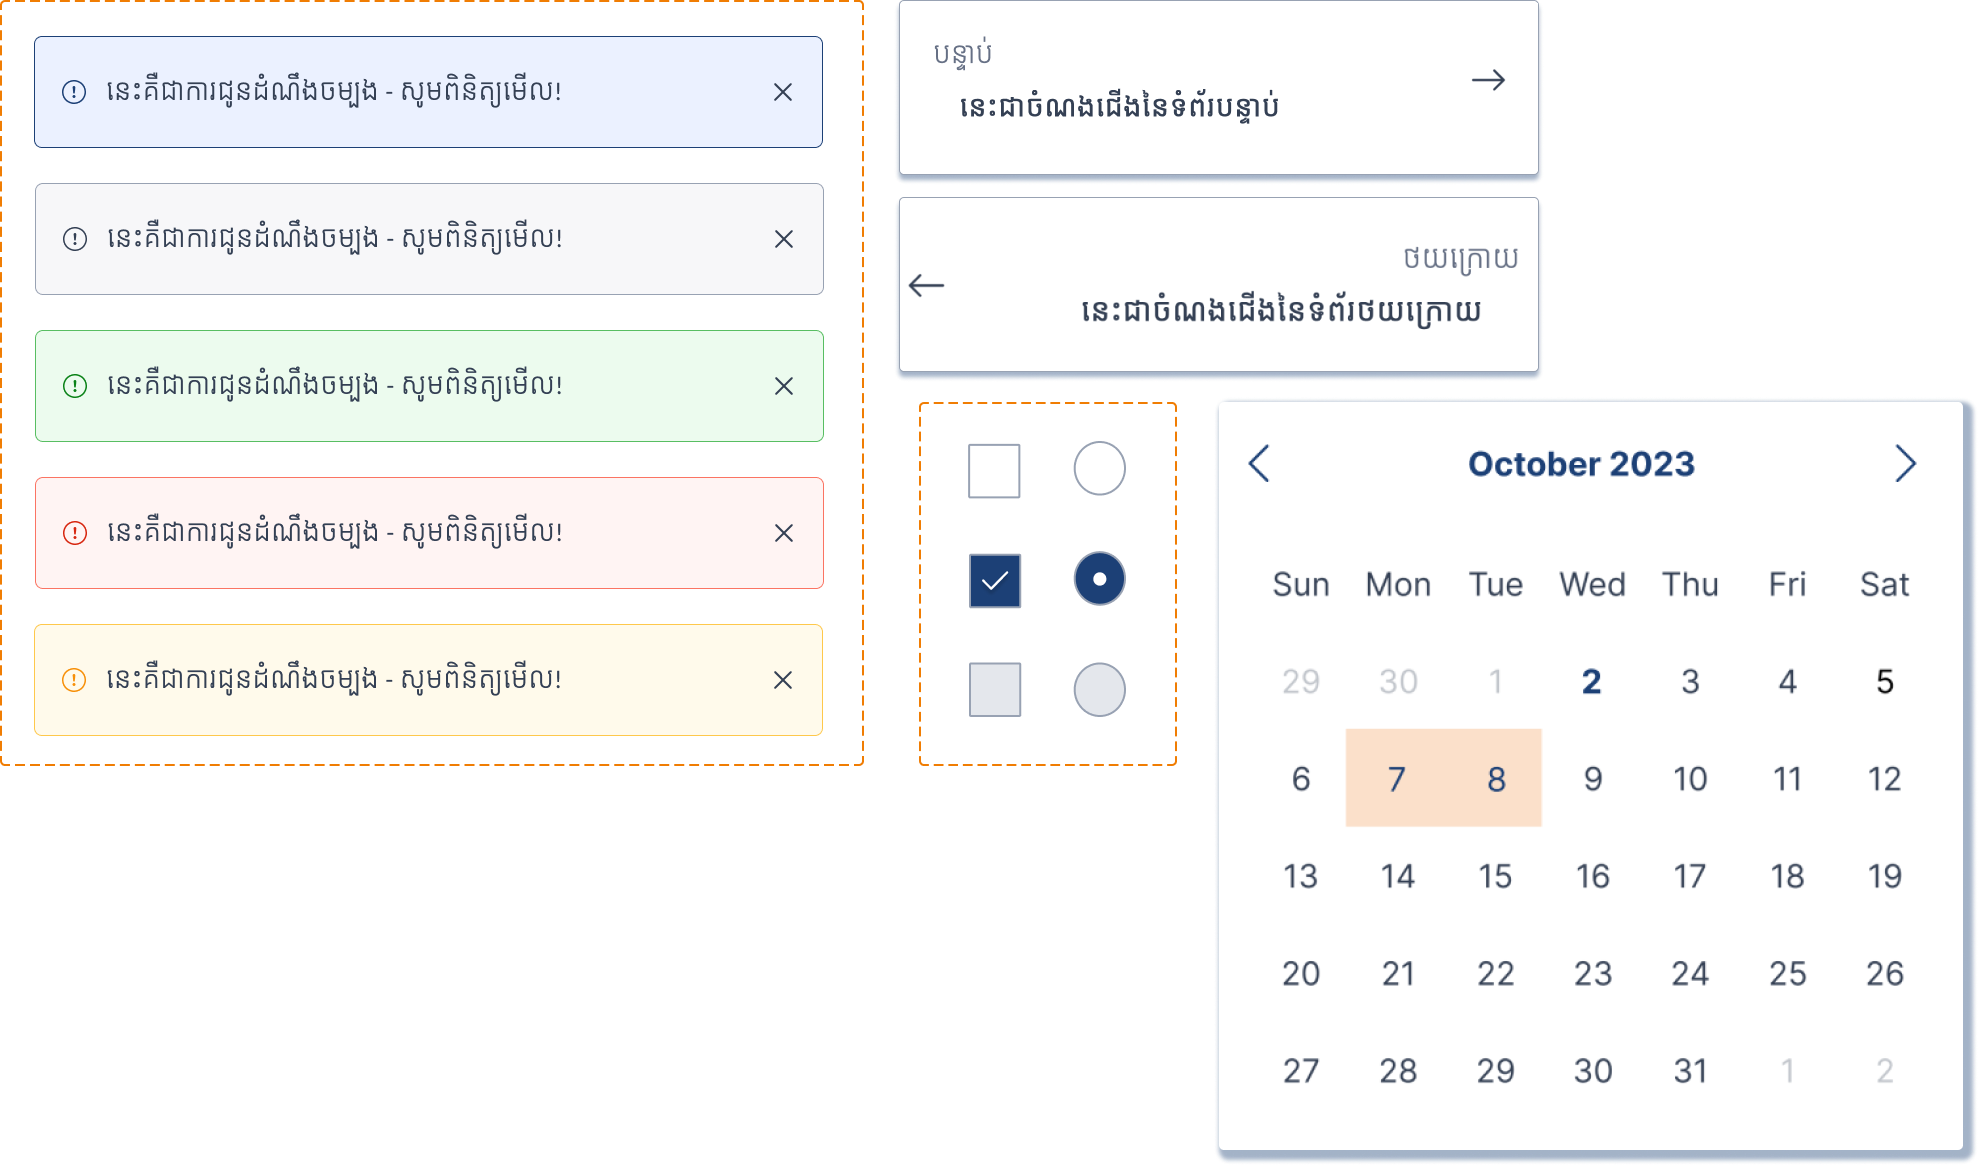 នេះគឺជាការជូនដំណឹងចម្បង - សូមពិនិត្យមើល!
នេះគឺជាការជូនដំណឹងចម្បង - សូមពិនិត្យមើល!
នេះគឺជាការជូនដំណឹងចម្បង - សូមពិនិត្យមើល!
នេះគឺជាការជូនដំណឹងចម្បង - សូមពិនិត្យមើល!
នេះគឺជាការជូនដំណឹងចម្បង - សូមពិនិត្យមើល!
បន្ទាប់
នេះជាចំណងជើងនៃទំព័របន្ទាប់
ថយក្រោយ
នេះជាចំណងជើងនៃទំព័រថយក្រោយ
October 2023
Sun Mon Tue Wed Thu Fri Sat
29 30 1 2 3 4 5
6 7 8 9 10 11 12
13 14 15 16 17 18 19
20 21 22 23 24 25 26
27 28 29 30 31 1 2